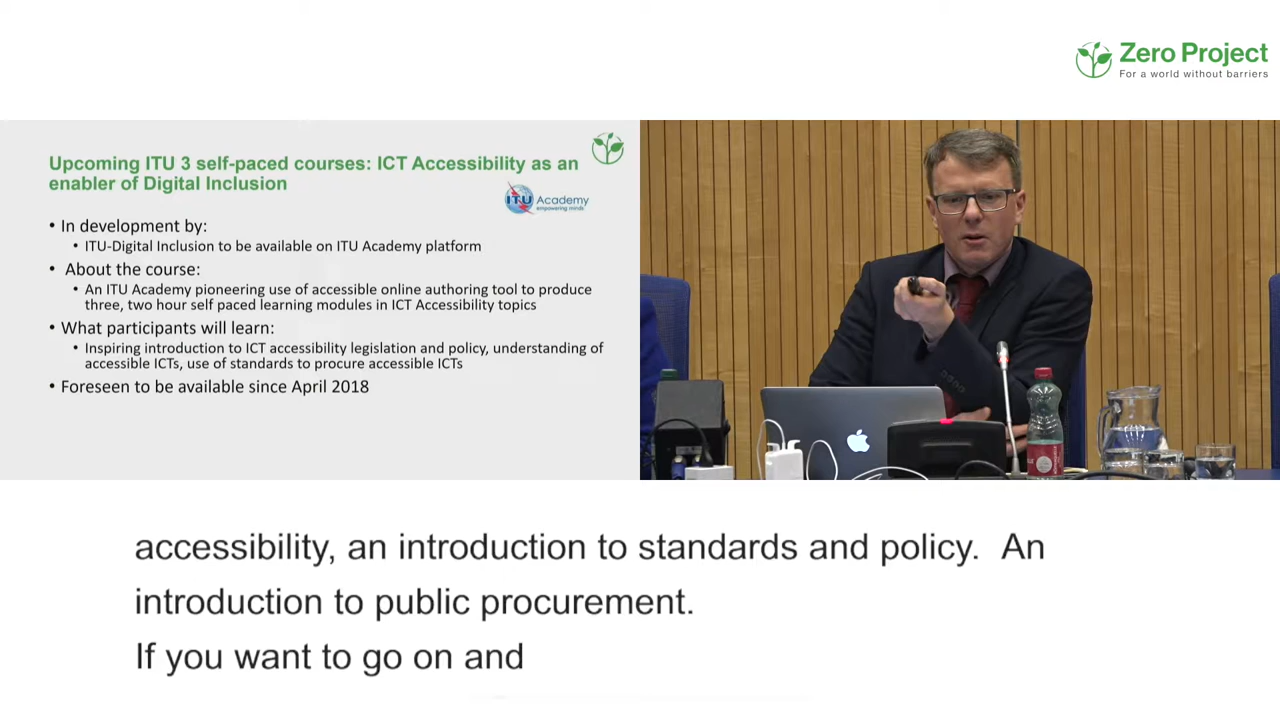 Zero Project
For a world without barriers
Upcoming ITU 3 self-paced courses: ICT Accessibility as an
enabler of Digital Inclusion
ITU Academy
empowering minds
• In development by:
• ITU-Digital Inclusion to be available on ITU Academy platform
• About the course:
• An ITU Academy pioneering use of accessible online authoring tool to produce
three, two hour self paced learning modules in ICT Accessibility topics
• What participants will learn:
• Inspiring introduction to ICT accessibility legislation and policy, understanding of
accessible ICTs, use of standards to procure accessible ICTs
• Foreseen to be available since April 2018
accessibility, an introduction to standards and policy. An
introduction to public procurement.
If you want to go on and